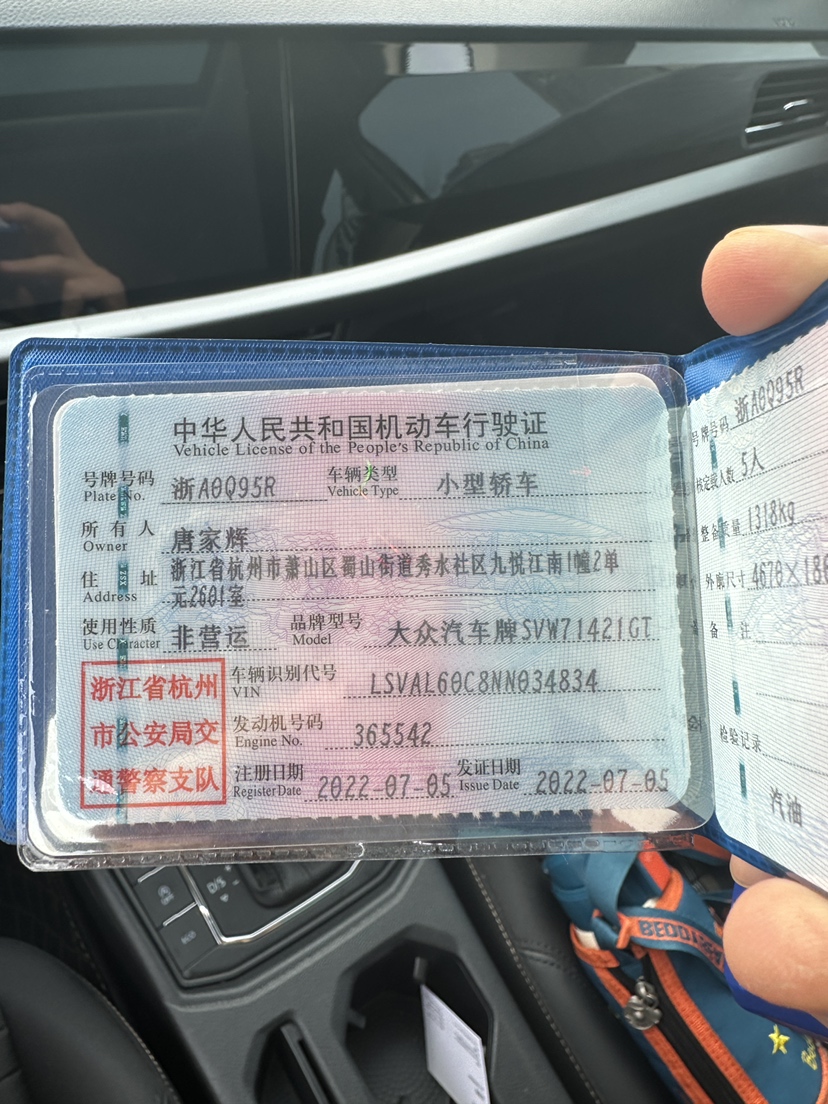 中华人民共和国机动车行驶证
Vehicle License of the People's Republic of China
号牌号码 浙A0Q95R 车辆类型 小型轿车
Plate No. Vehicle Type
所有人 唐家辉
Owner
住址 浙江省杭州市萧山区蜀山街道秀水社区九悦江南1幢2单
Address 元2601室
使用性质 非营运 品牌型号 大众汽车牌SVW71421GT
Use Character Model
浙江省杭州
市公安局交
通警察支队
车辆识别代号 LSVAL60C8NN034834
VIN
发动机号码 365542
Engine No.
注册日期 2022-07-05 发证日期 2022-07-05
Register Date Issue Date
号牌号码 浙A0Q95R
核定载人数 5人
整备质量 1318kg
外廓尺寸 4670×186
备注
检验记录
汽油
D/S
BEDDY